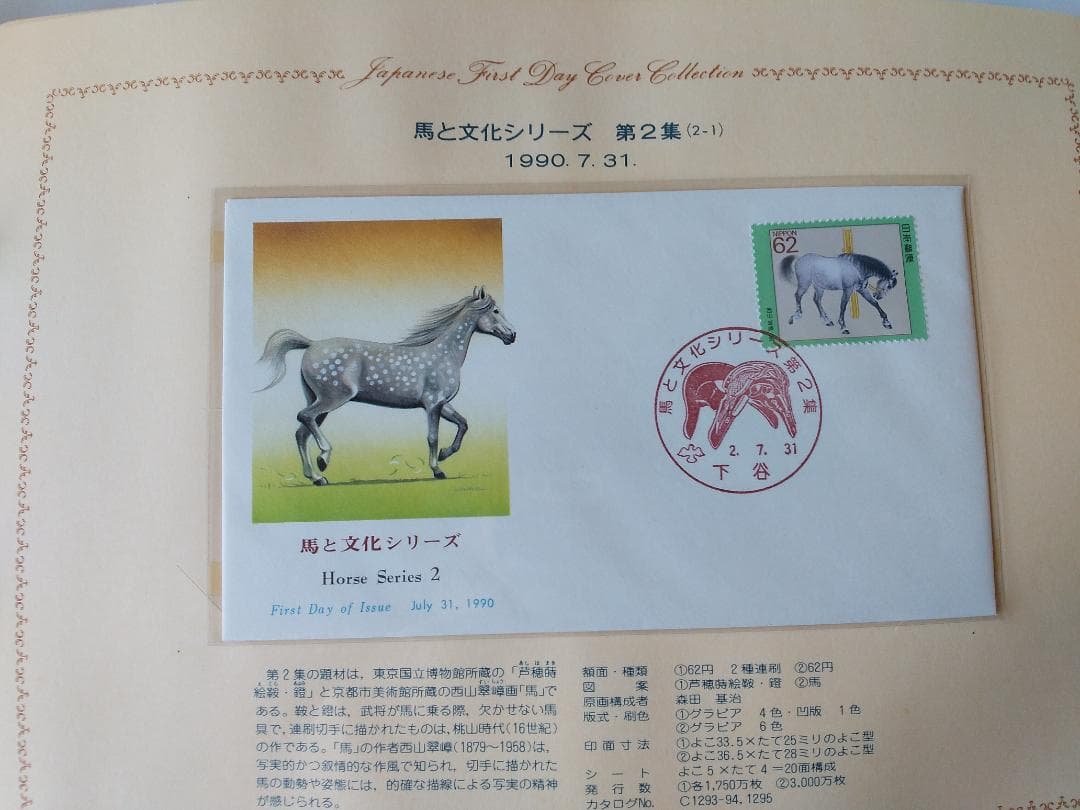 Japanese First Day Cover Collection
馬と文化シリーズ 第2集(2-1)
1990. 7. 31.
NIPPON
62
日本郵便
馬と文化シリーズ第2集
2. 7. 31
下谷
馬と文化シリーズ
Horse Series 2
First Day of Issue July 31, 1990
第2集の題材は、東京国立博物館所蔵の「芦穂蒔
絵鞍・鐙」と京都市美術館所蔵の西山翠嶂画「馬」で
ある。鞍と鐙は、武将が馬に乗る際、欠かせない馬
具で、連刷切手に描かれたものは、桃山時代(16世紀)
の作である。「馬」の作者西山翠嶂(1879~1958)は、
写実的かつ叙情的な作風で知られ、切手に描かれた
馬の動勢や姿態には、的確な描線による写実の精神
が感じられる。
額面・種類 ①62円 2種連刷 ②62円
図案 ①芦穂蒔絵鞍・鐙 ②馬
原画構成者 森田 基治
版式・刷色 ①グラビア 4色・凹版 1色
②グラビア 6色
印面寸法 ①よこ33.5×たて25ミリのよこ型
②よこ36.5×たて28ミリのよこ型
シート よこ5×たて4=20面構成
発行数 ①各1,750万枚 ②3,000万枚
カタログNo. C1293-94, 1295